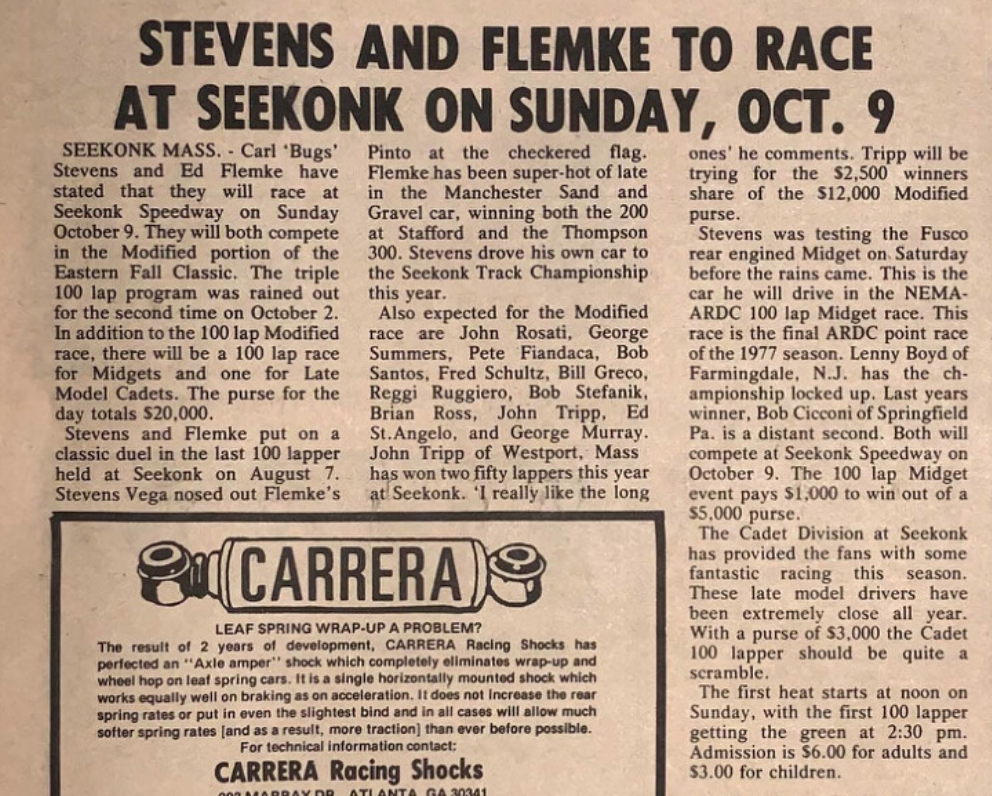 STEVENS AND FLEMKE TO RACE
AT SEEKONK ON SUNDAY, OCT. 9
SEEKONK MASS. - Carl 'Bugs'
Stevens and Ed Flemke have
stated that they will race at
Seekonk Speedway on Sunday
October 9. They will both compete
in the Modified portion of the
Eastern Fall Classic. The triple
100 lap program was rained out
for the second time on October 2.
In addition to the 100 lap Modified
race, there will be a 100 lap race
for Midgets and one for Late
Model Cadets. The purse for the
day totals $20,000.
Stevens and Flemke put on a
classic duel in the last 100 lapper
held at Seekonk on August 7.
Stevens Vega nosed out Flemke's
Pinto at the checkered flag.
Flemke has been super-hot of late
in the Manchester Sand and
Gravel car, winning both the 200
at Stafford and the Thompson
300. Stevens drove his own car to
the Seekonk Track Championship
this year.
Also expected for the Modified
race are John Rosati, George
Summers, Pete Fiandaca, Bob
Santos, Fred Schultz, Bill Greco,
Reggi Ruggiero, Bob Stefanik,
Brian Ross, John Tripp, Ed
St.Angelo, and George Murray.
John Tripp of Westport, Mass
has won two fifty lappers this year
at Seekonk. 'I really like the long
ones' he comments. Tripp will be
trying for the $2,500 winners
share of the $12,000 Modified
purse.
Stevens was testing the Fusco
rear engined Midget on Saturday
before the rains came. This is the
car he will drive in the NEMA-
ARDC 100 lap Midget race. This
race is the final ARDC point race
of the 1977 season. Lenny Boyd of
Farmingdale, N.J. has the ch-
ampionship locked up. Last years
winner, Bob Cicconi of Springfield
Pa. is a distant second. Both will
compete at Seekonk Speedway on
October 9. The 100 lap Midget
event pays $1,000 to win out of a
$5,000 purse.
The Cadet Division at Seekonk
has provided the fans with some
fantastic racing this season.
These late model drivers have
been extremely close all year.
With a purse of $3,000 the Cadet
100 lapper should be quite a
scramble.
The first heat starts at noon on
Sunday, with the first 100 lapper
getting the green at 2:30 pm.
Admission is $6.00 for adults and
$3.00 for children.
CARRERA
LEAF SPRING WRAP-UP A PROBLEM?
The result of 2 years of development, CARRERA Racing Shocks has
perfected an "Axle amper" shock which completely eliminates wrap-up and
wheel hop on leaf spring cars. It is a single horizontally mounted shock which
works equally well on braking as on acceleration. It does not increase the rear
spring rates or put in even the slightest bind and in all cases will allow much
softer spring rates [and as a result, more traction] than ever before possible.
For technical information contact:
CARRERA Racing Shocks
DR., ATLANTA, GA 30341